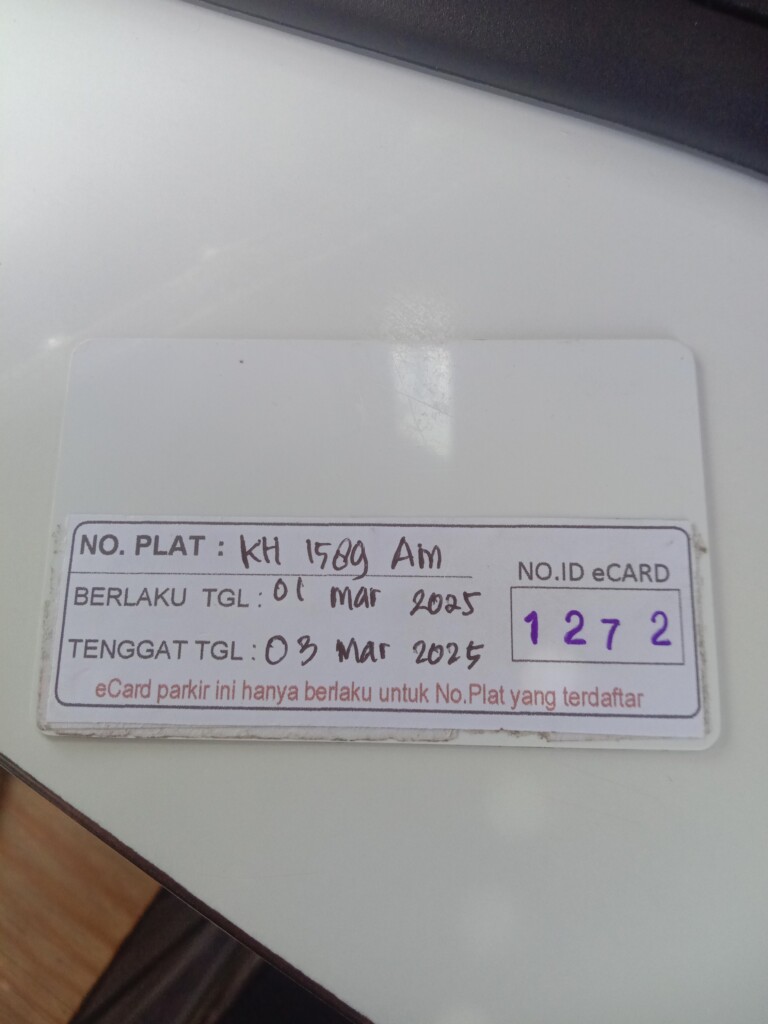 NO. PLAT : KH 1589 Am
BERLAKU TGL : 01 Mar 2025
TENGGAT TGL : 03 Mar 2025
NO.ID eCARD
1272
eCard parkir ini hanya berlaku untuk No.Plat yang terdaftar